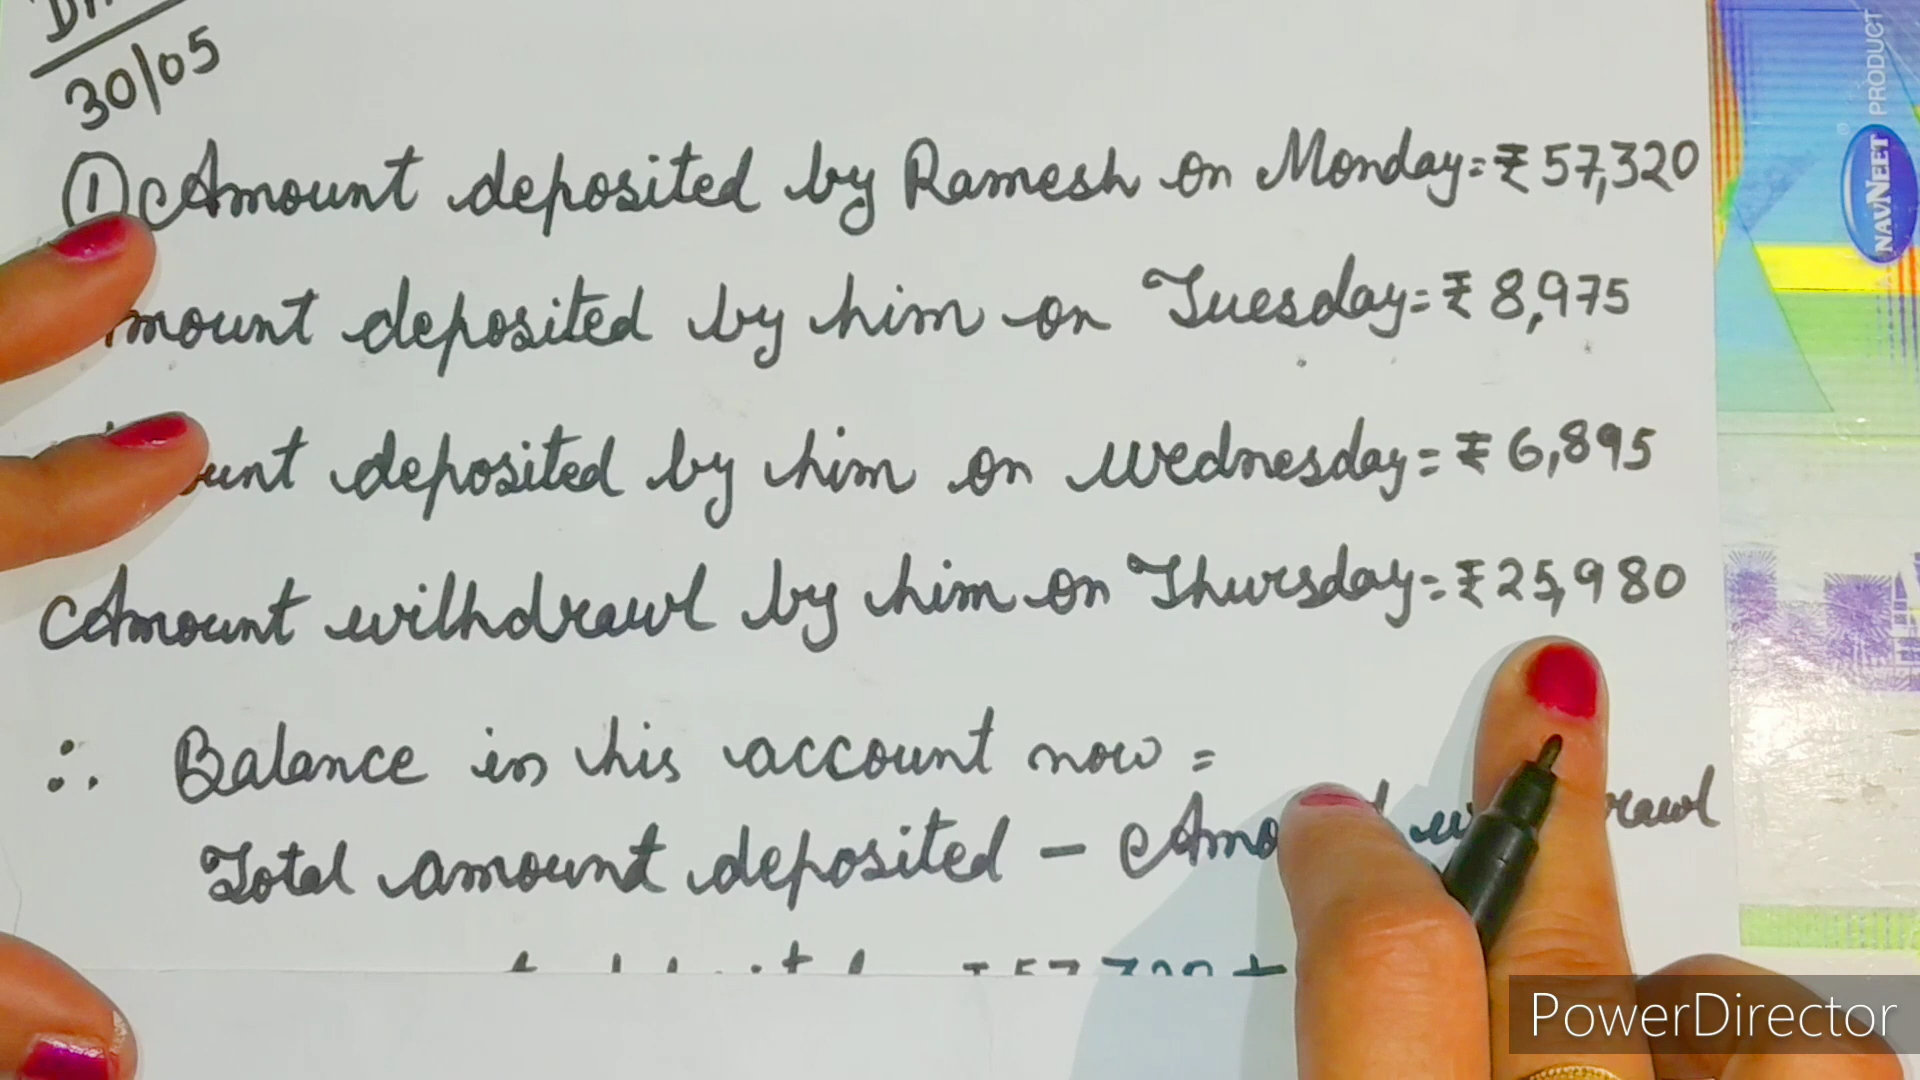 30/05
① Amount deposited by Ramesh on Monday = ₹ 57,320
deposited by him on Tuesday = ₹ 8,975
deposited by him on Wednesday = ₹ 6,895
Amount withdrawl by him on Thursday = ₹ 25,980
∴ Balance in his account now =
Total amount deposited -
NAVNEET PRODUCT
PowerDirector